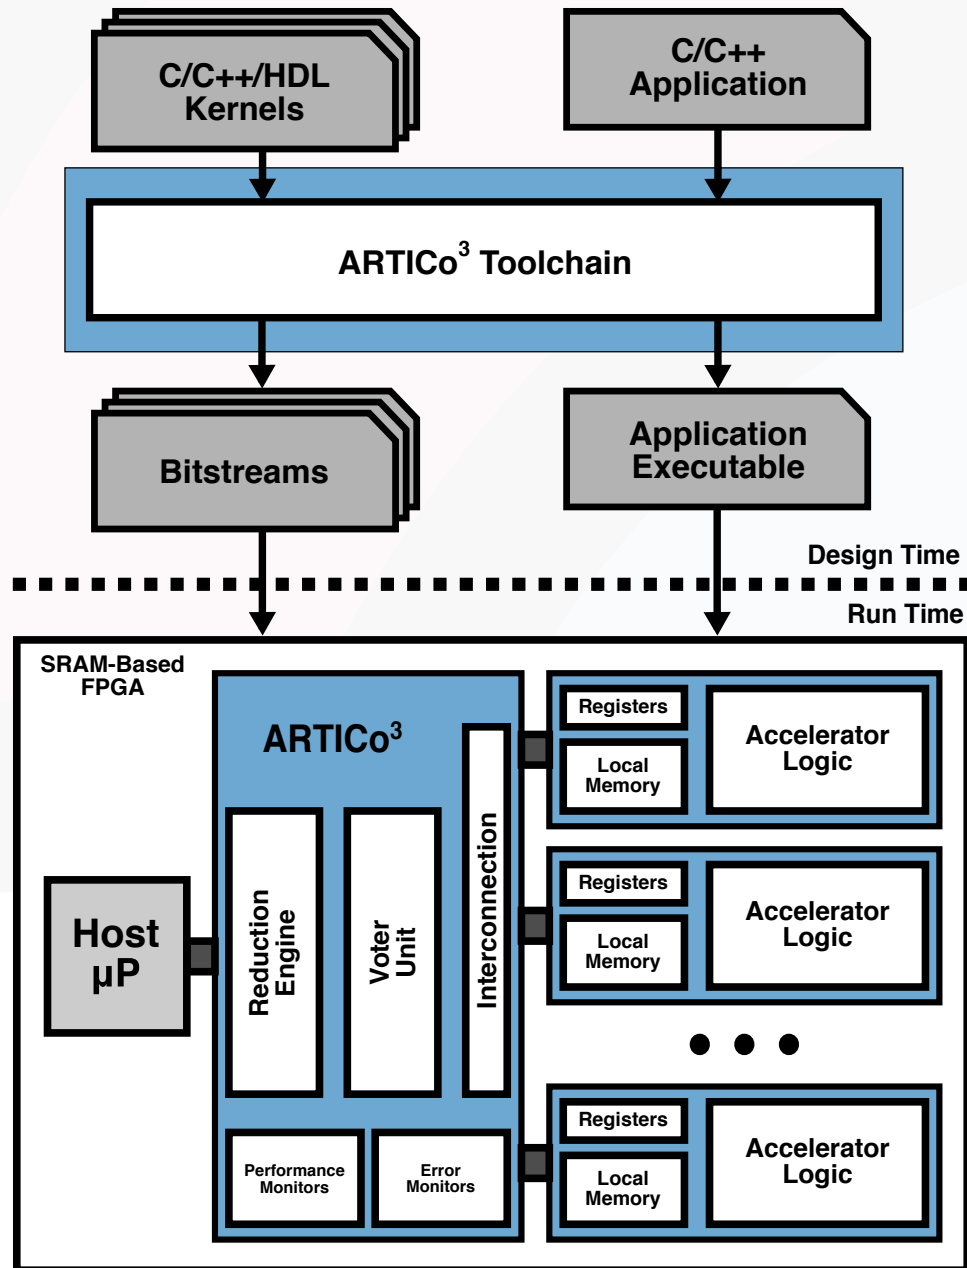 C/C++/HDL
Kernels
C/C++
Application
ARTICo³ Toolchain
Bitstreams
Application
Executable
Design Time
Run Time
SRAM-Based
FPGA
ARTICo³
Host
µP
Reduction
Engine
Voter
Unit
Interconnection
Performance
Monitors
Error
Monitors
Registers
Local
Memory
Accelerator
Logic
Registers
Local
Memory
Accelerator
Logic
Registers
Local
Memory
Accelerator
Logic